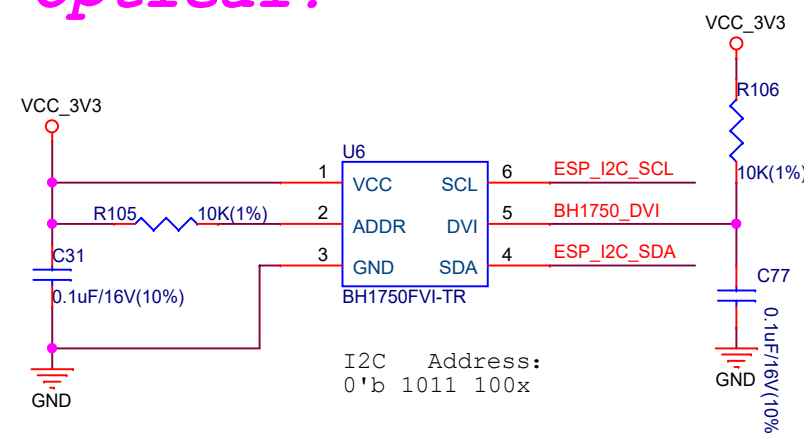 optical:
VCC_3V3
VCC_3V3
R106
10K(1%)
U6
1
VCC
SCL
6
ESP_I2C_SCL
R105
10K(1%)
2
ADDR
DVI
5
BH1750_DVI
3
GND
SDA
4
ESP_I2C_SDA
C31
0.1uF/16V(10%)
BH1750FVI-TR
C77
0.1uF/16V(10%
I2C Address:
0'b 1011 100x
GND
GND